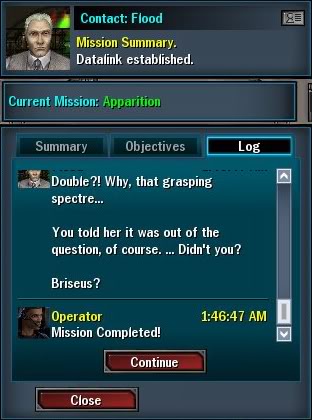 Contact: Flood
Mission Summary.
Datalink established.
Current Mission: Apparition
Summary Objectives Log
Double?! Why, that grasping
spectre...
You told her it was out of the
question, of course. ... Didn't you?
Briseus?
Operator 1:46:47 AM
Mission Completed!
Continue
Close